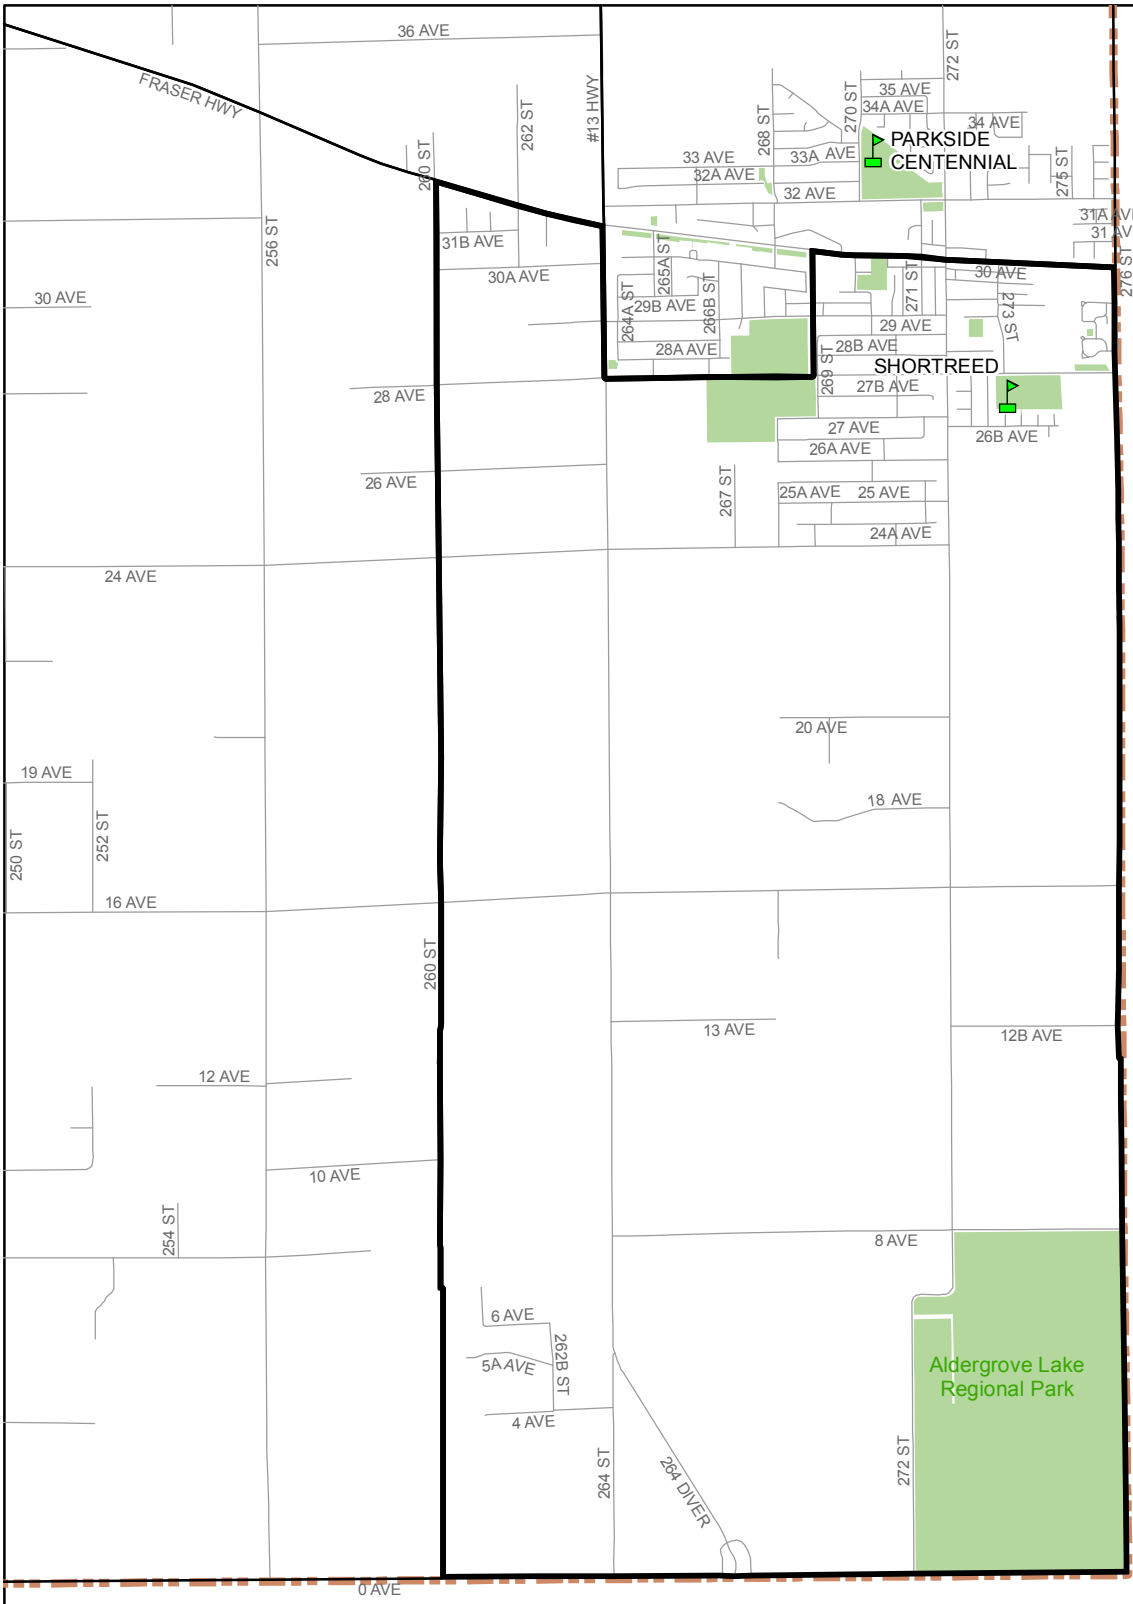 36 AVE
FRASER HWY
#13 HWY
262 ST
260 ST
272 ST
35 AVE
34A AVE
34 AVE
270 ST
268 ST
PARKSIDE
CENTENNIAL
33 AVE
33A AVE
32A AVE
32 AVE
275 ST
31A AVE
31 AVE
276 ST
256 ST
31B AVE
30A AVE
265A ST
264A ST
266B ST
29B AVE
28A AVE
271 ST
30 AVE
273 ST
29 AVE
28B AVE
269 ST
30 AVE
SHORTREED
28 AVE
27B AVE
27 AVE
26B AVE
26A AVE
26 AVE
267 ST
25A AVE
25 AVE
24A AVE
24 AVE
20 AVE
19 AVE
18 AVE
250 ST
252 ST
16 AVE
260 ST
13 AVE
12B AVE
12 AVE
10 AVE
254 ST
8 AVE
6 AVE
5A AVE
262B ST
4 AVE
Aldergrove Lake
Regional Park
264 ST
264 DIVER
272 ST
0 AVE